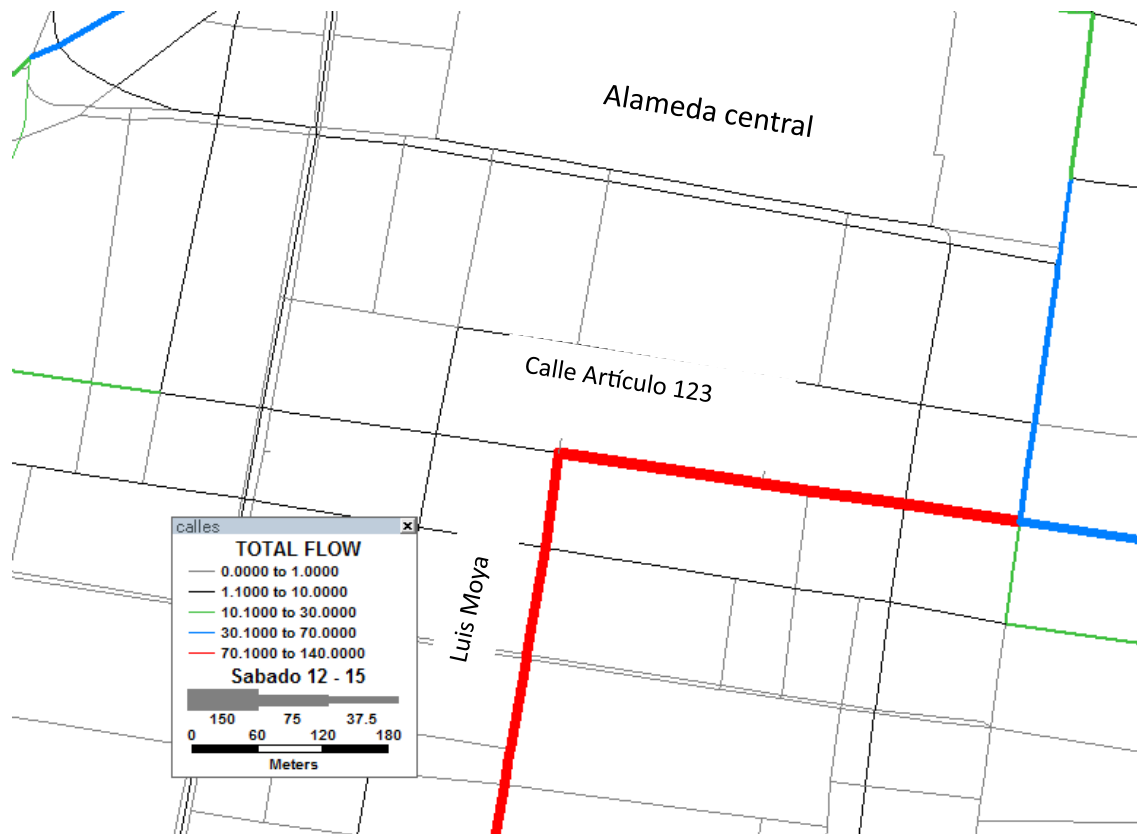 Alameda central
Calle Artículo 123
Luis Moya
calles
TOTAL FLOW
0.0000 to 1.0000
1.1000 to 10.0000
10.1000 to 30.0000
30.1000 to 70.0000
70.1000 to 140.0000
Sabado 12 - 15
150 75 37.5
0 60 120 180
Meters